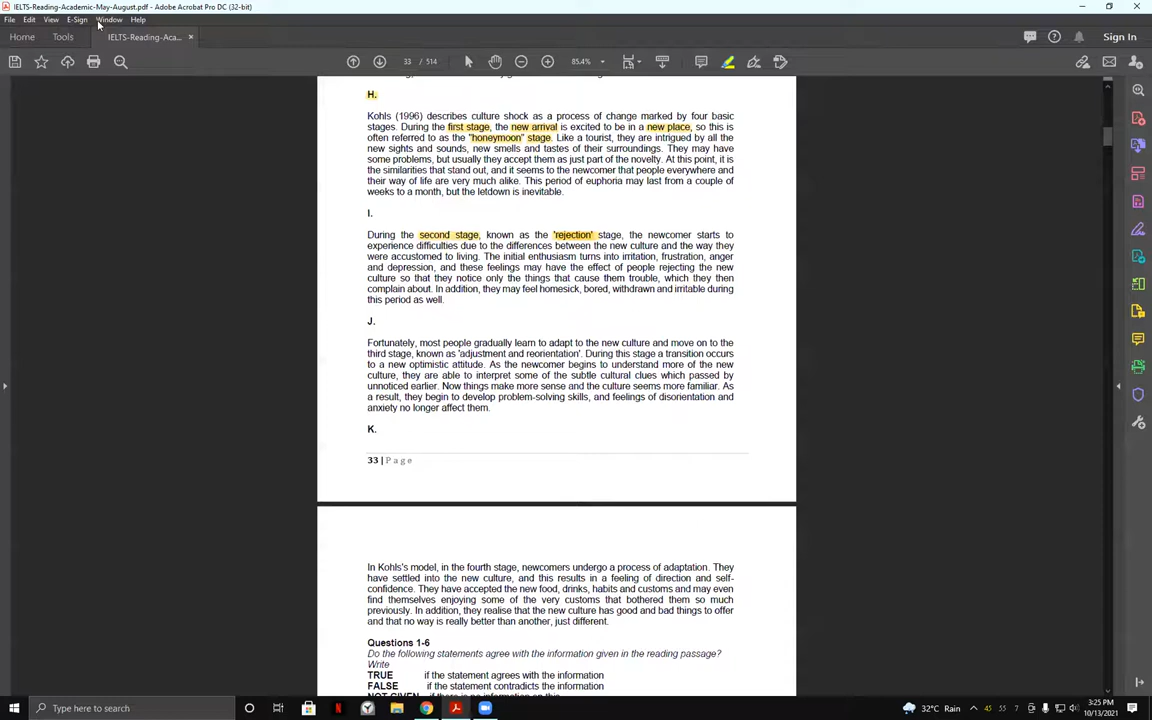 IELTS-Reading-Academic-May-August.pdf - Adobe Acrobat Pro DC (32-bit)
File Edit View E-Sign Window Help
Home Tools IELTS-Reading-Aca... × Sign In
33 / 514 85.4%
H.
Kohls (1996) describes culture shock as a process of change marked by four basic
stages. During the first stage, the new arrival is excited to be in a new place, so this is
often referred to as the "honeymoon" stage. Like a tourist, they are intrigued by all the
new sights and sounds, new smells and tastes of their surroundings. They may have
some problems, but usually they accept them as just part of the novelty. At this point, it is
the similarities that stand out, and it seems to the newcomer that people everywhere and
their way of life are very much alike. This period of euphoria may last from a couple of
weeks to a month, but the letdown is inevitable.
I.
During the second stage, known as the 'rejection' stage, the newcomer starts to
experience difficulties due to the differences between the new culture and the way they
were accustomed to living. The initial enthusiasm turns into irritation, frustration, anger
and depression, and these feelings may have the effect of people rejecting the new
culture so that they notice only the things that cause them trouble, which they then
complain about. In addition, they may feel homesick, bored, withdrawn and irritable during
this period as well.
J.
Fortunately, most people gradually learn to adapt to the new culture and move on to the
third stage, known as 'adjustment and reorientation'. During this stage a transition occurs
to a new optimistic attitude. As the newcomer begins to understand more of the new
culture, they are able to interpret some of the subtle cultural clues which passed by
unnoticed earlier. Now things make more sense and the culture seems more familiar. As
a result, they begin to develop problem-solving skills, and feelings of disorientation and
anxiety no longer affect them.
K.
33 | Page
In Kohls's model, in the fourth stage, newcomers undergo a process of adaptation. They
have settled into the new culture, and this results in a feeling of direction and self-
confidence. They have accepted the new food, drinks, habits and customs and may even
find themselves enjoying some of the very customs that bothered them so much
previously. In addition, they realise that the new culture has good and bad things to offer
and that no way is really better than another, just different.
Questions 1-6
Do the following statements agree with the information given in the reading passage?
Write
TRUE if the statement agrees with the information
FALSE if the statement contradicts the information
NOT GIVEN if there is no information on this
Type here to search 32°C Rain 45 55 7 3:25 PM
10/13/2021